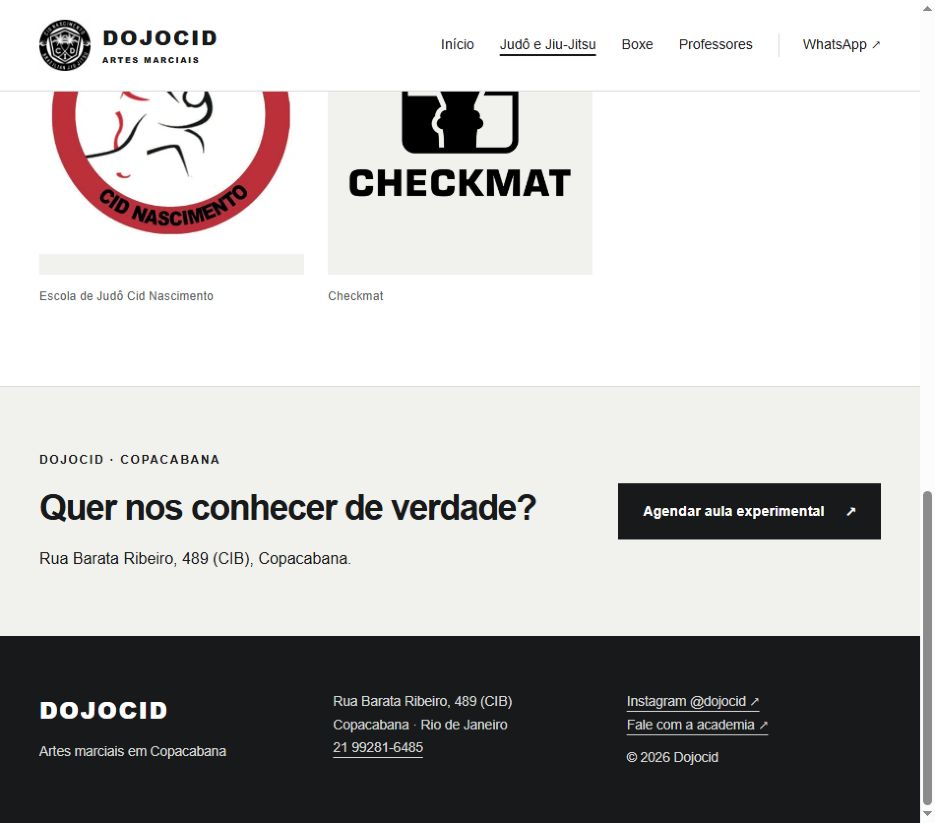 DOJOCID
ARTES MARCIAIS
Início
Judô e Jiu-Jitsu
Boxe
Professores
WhatsApp ↗
CID NASCIMENTO
CHECKMAT
Escola de Judô Cid Nascimento
Checkmat
DOJOCID · COPACABANA
Quer nos conhecer de verdade?
Rua Barata Ribeiro, 489 (CIB), Copacabana.
Agendar aula experimental ↗
DOJOCID
Artes marciais em Copacabana
Rua Barata Ribeiro, 489 (CIB)
Copacabana · Rio de Janeiro
21 99281-6485
Instagram @dojocid ↗
Fale com a academia ↗
© 2026 Dojocid